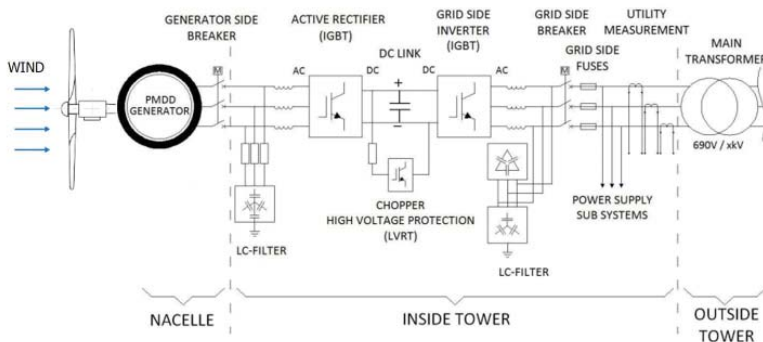 GENERATOR SIDE
BREAKER
ACTIVE RECTIFIER
(IGBT)
DC LINK
GRID SIDE
INVERTER
(IGBT)
GRID SIDE
BREAKER
GRID SIDE
FUSES
UTILITY
MEASUREMENT
MAIN
TRANSFORMER
WIND
M
AC
DC
+
DC
AC
M
PMDD
GENERATOR
690V / xkV
CHOPPER
HIGH VOLTAGE PROTECTION
(LVRT)
POWER SUPPLY
SUB SYSTEMS
LC-FILTER
LC-FILTER
NACELLE
INSIDE TOWER
OUTSIDE
TOWER